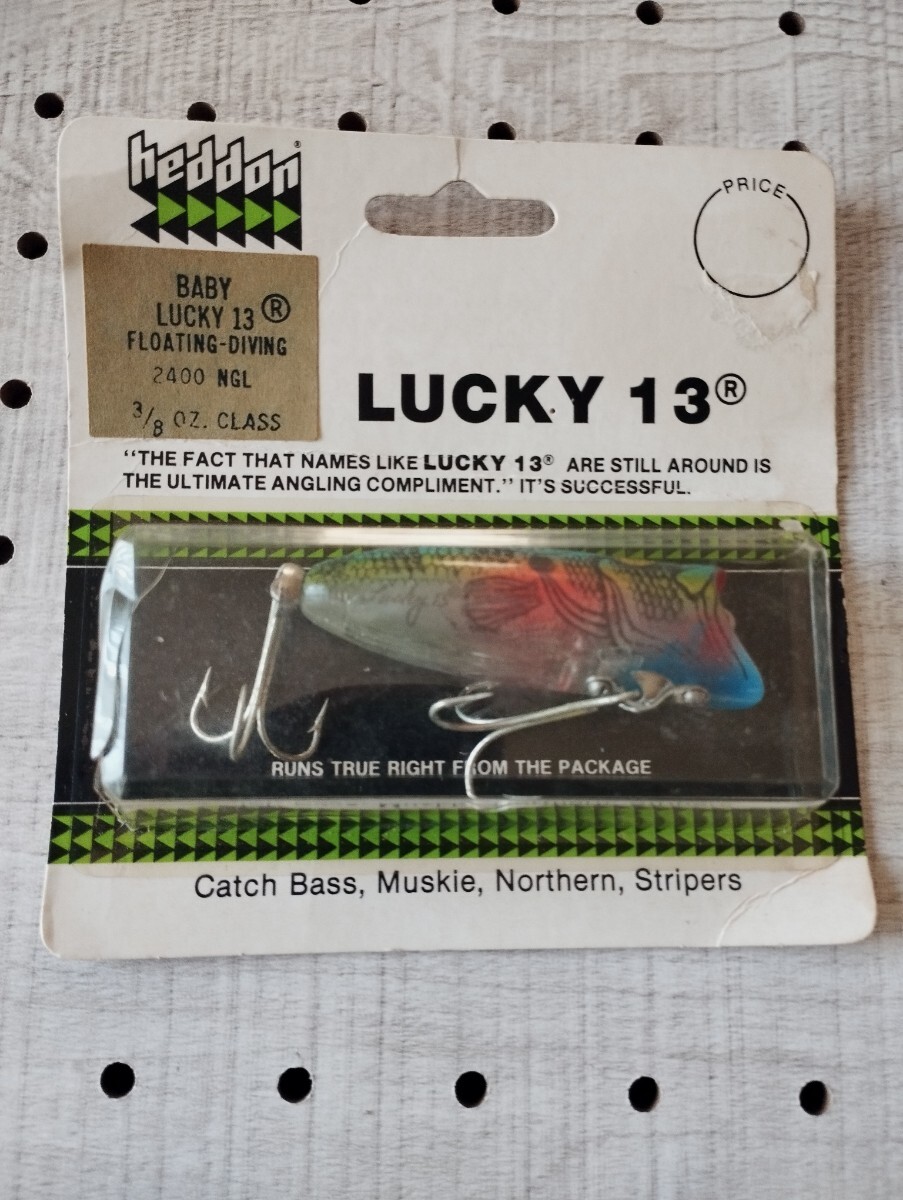 heddon®
PRICE
BABY
LUCKY 13 ®
FLOATING-DIVING
2400 NGL
3/8 OZ. CLASS
LUCKY 13®
"THE FACT THAT NAMES LIKE LUCKY 13® ARE STILL AROUND IS
THE ULTIMATE ANGLING COMPLIMENT." IT'S SUCCESSFUL.
RUNS TRUE RIGHT FROM THE PACKAGE
Catch Bass, Muskie, Northern, Stripers